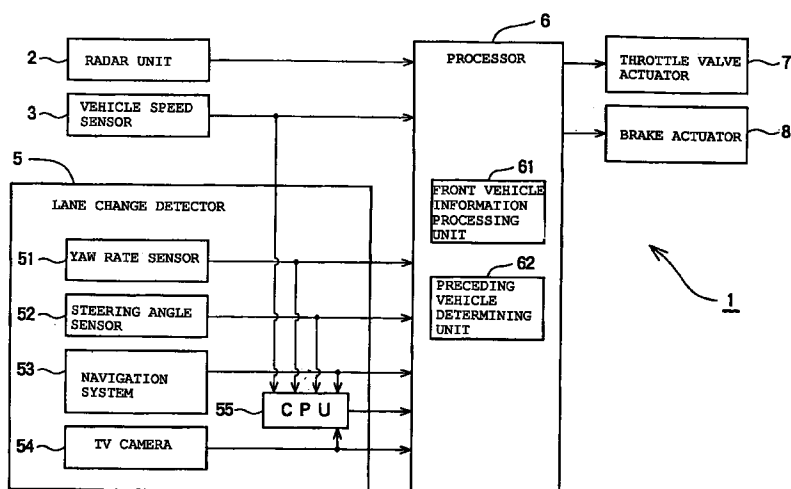 6
2
RADAR UNIT
PROCESSOR
THROTTLE VALVE
ACTUATOR
7
3
VEHICLE SPEED
SENSOR
BRAKE ACTUATOR
8
5
LANE CHANGE DETECTOR
61
FRONT VEHICLE
INFORMATION
PROCESSING
UNIT
51
YAW RATE SENSOR
62
PRECEDING
VEHICLE
DETERMINING
UNIT
1
52
STEERING ANGLE
SENSOR
53
NAVIGATION
SYSTEM
55
CPU
54
TV CAMERA